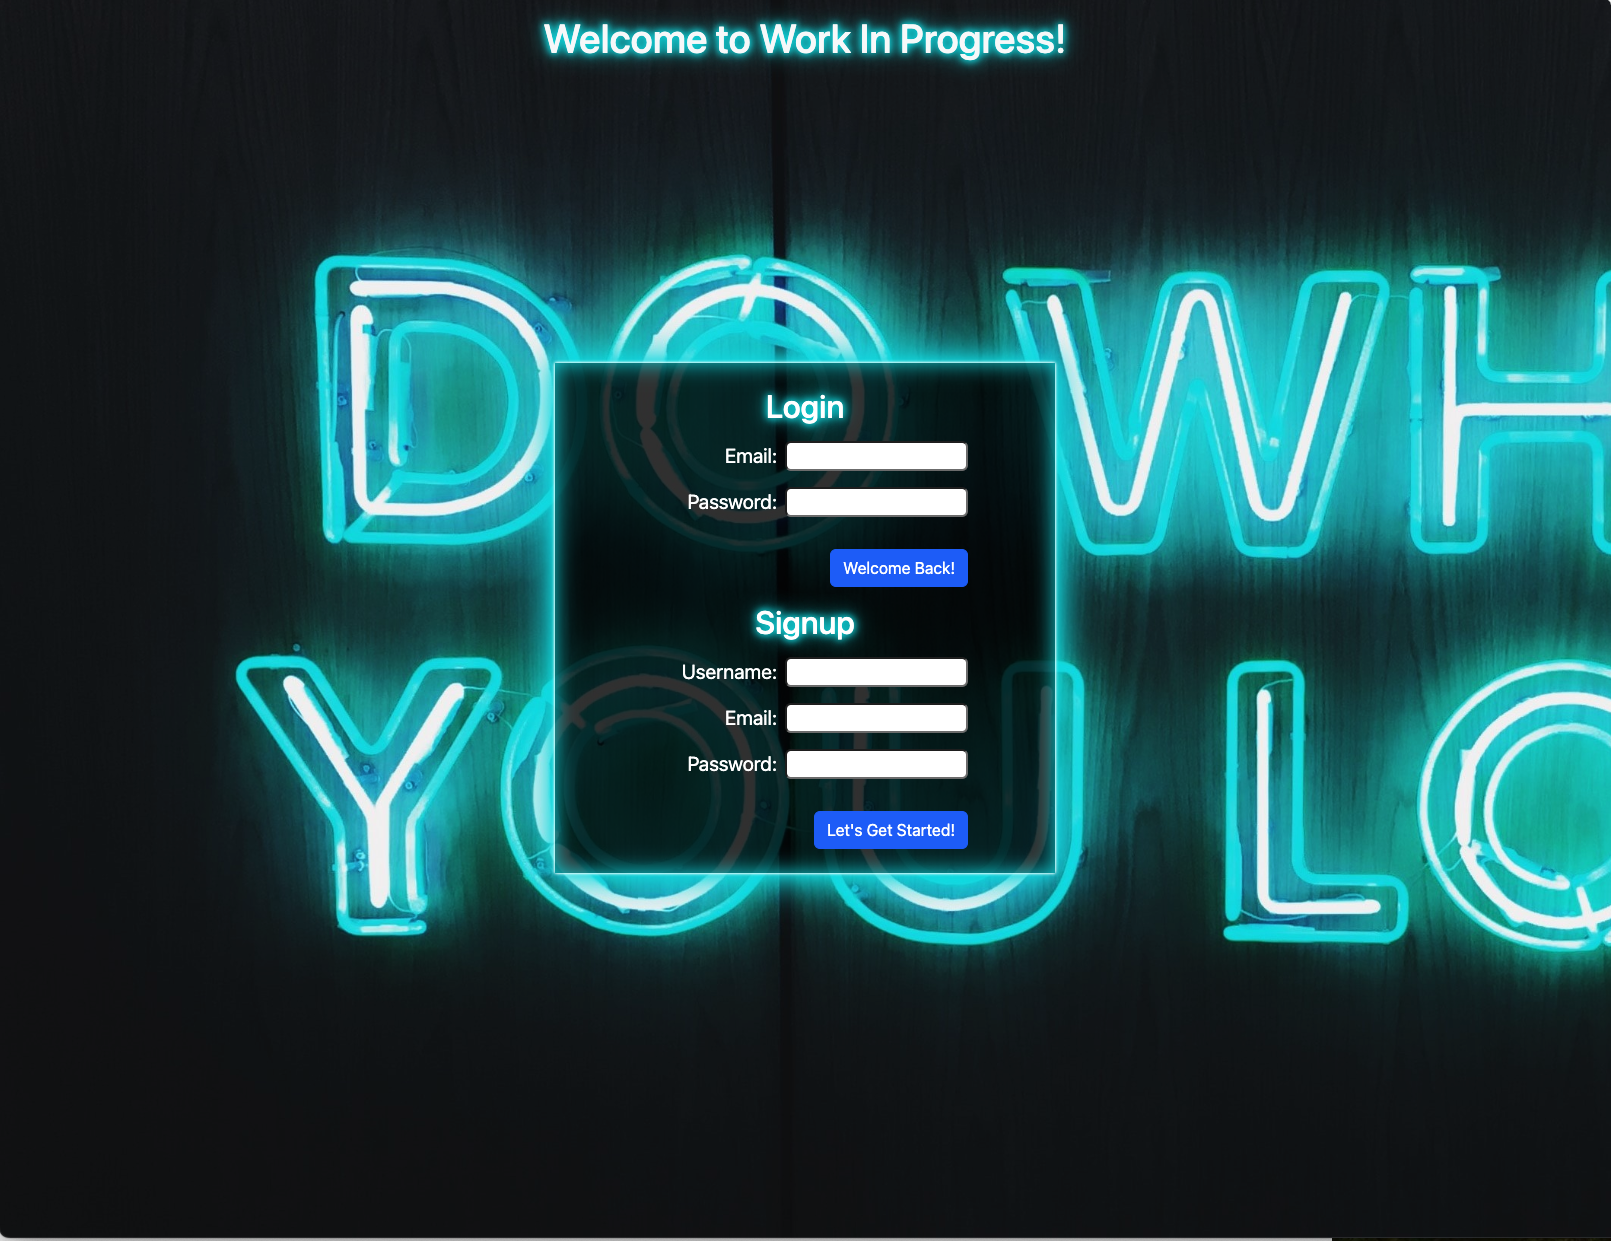 Welcome to Work In Progress!
DO WH
Login
Email:
Password:
Welcome Back!
Signup
Username:
Email:
Password:
Let's Get Started!
YOU LO